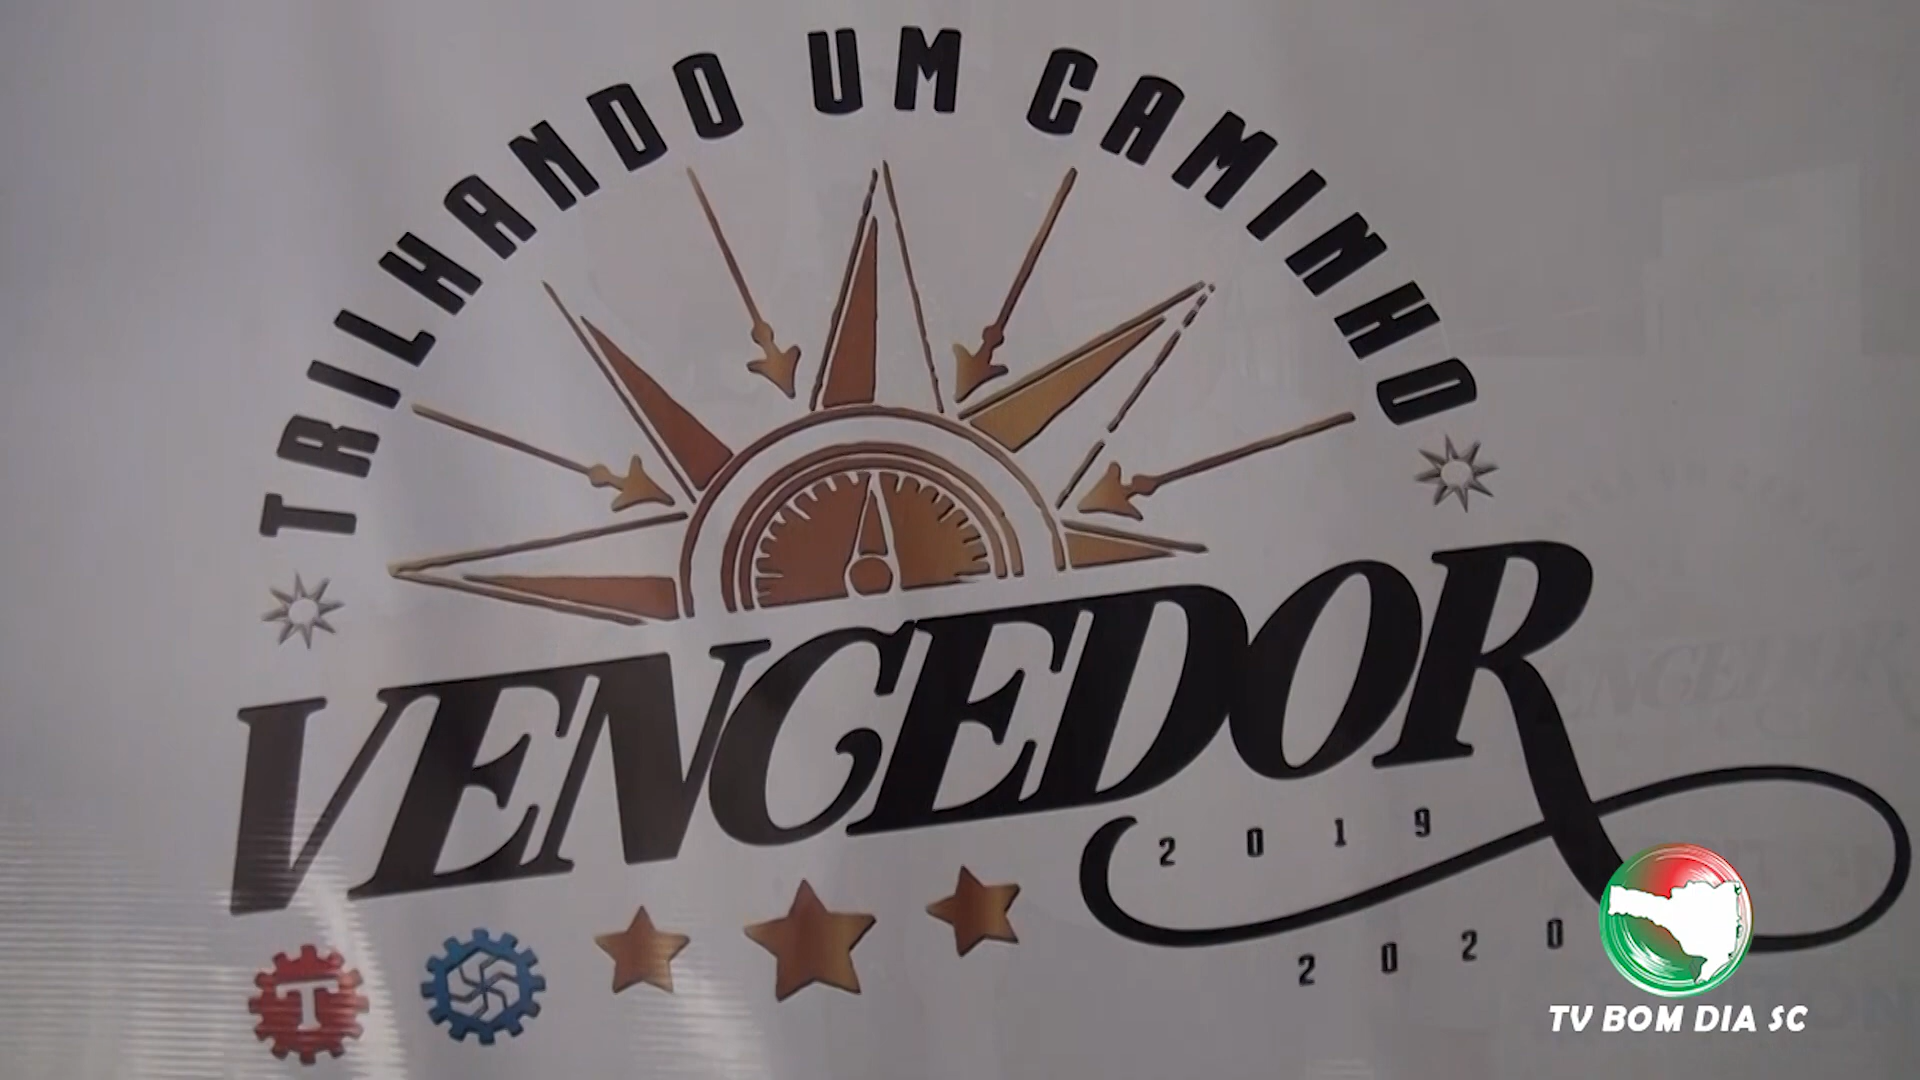 TRILHANDO UM CAMINHO
VENCEDOR
2019
2020
T
TV BOM DIA SC